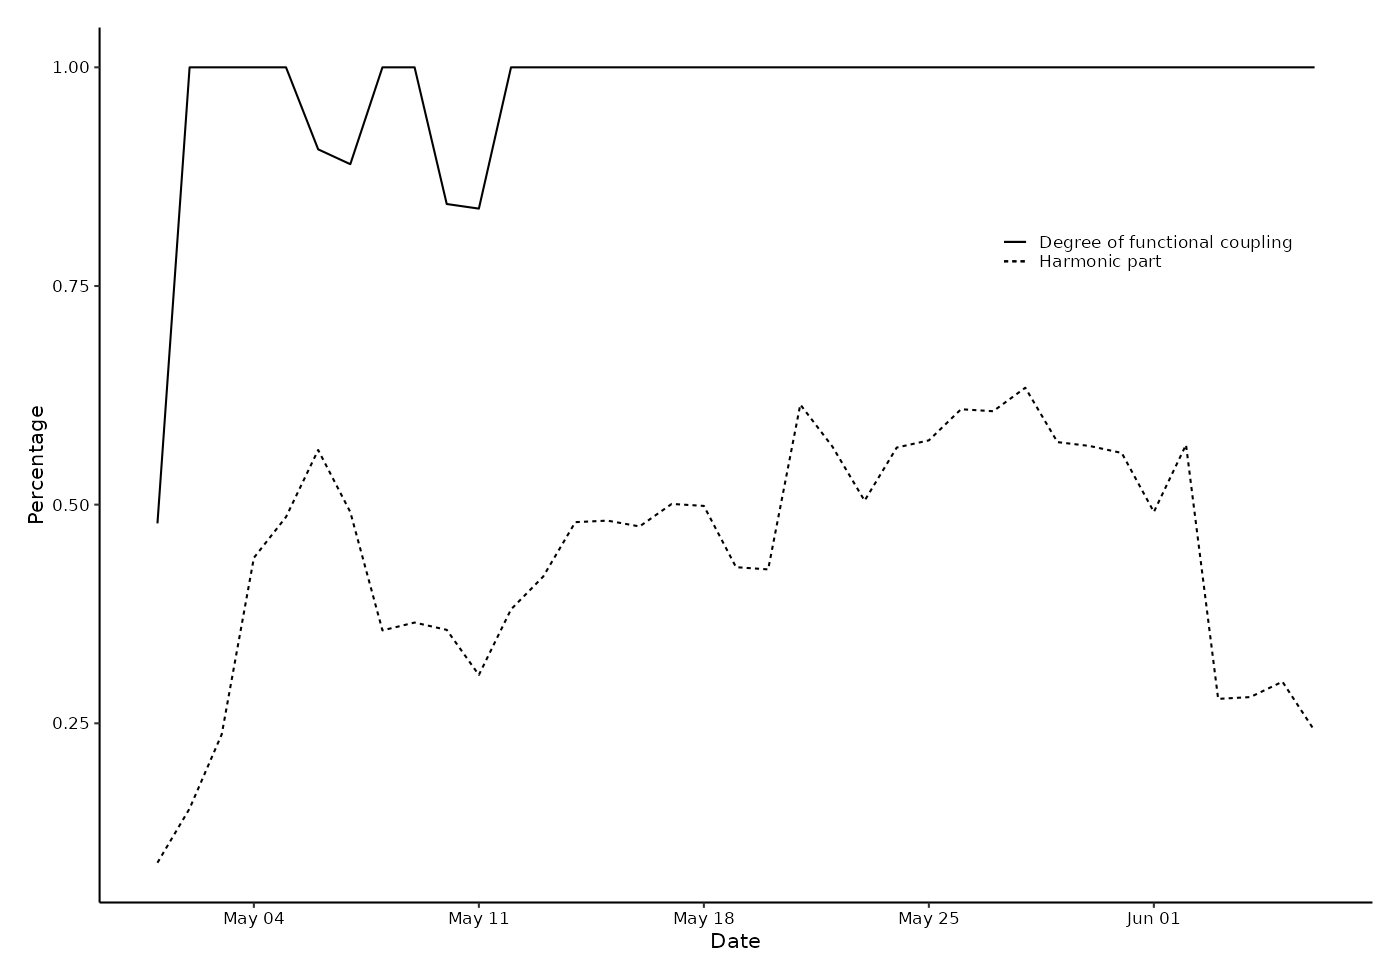 1.00
0.75
0.50
0.25
Percentage
Degree of functional coupling
Harmonic part
May 04
May 11
May 18
May 25
Jun 01
Date